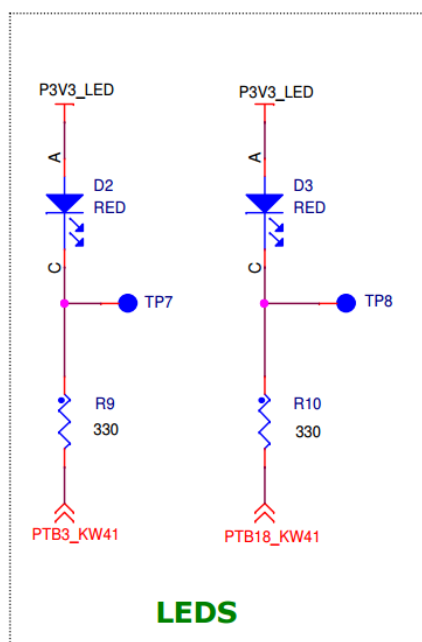 P3V3_LED P3V3_LED
A A
D2 D3
RED RED
C C
TP7 TP8
R9 R10
330 330
PTB3_KW41 PTB18_KW41
LEDS